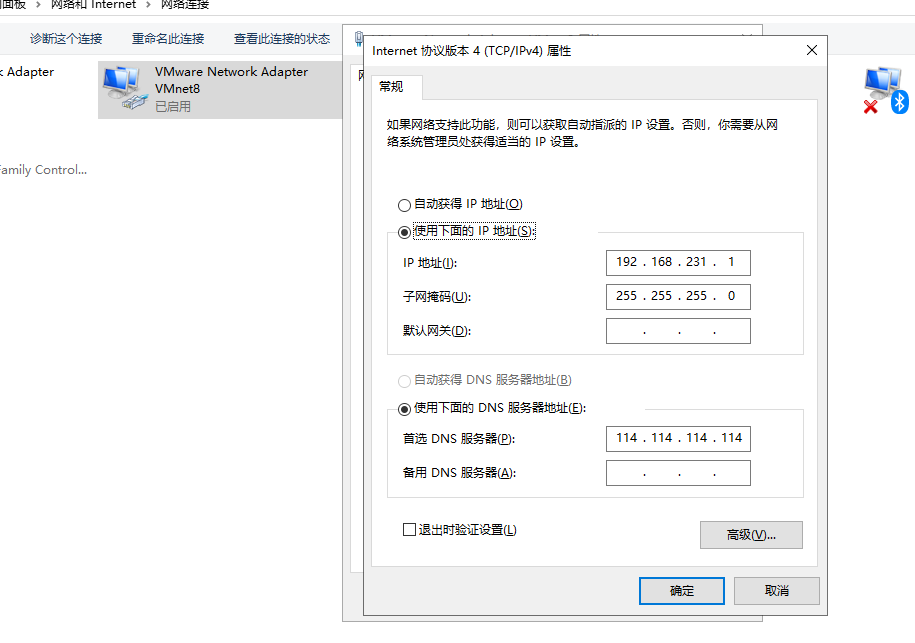 面板 › 网络和 Internet › 网络连接
诊断这个连接 重命名此连接 查看此连接的状态
Adapter
VMware Network Adapter
VMnet8
已启用
Family Control...
Internet 协议版本 4 (TCP/IPv4) 属性
常规
如果网络支持此功能，则可以获取自动指派的 IP 设置。否则，你需要从网
络系统管理员处获得适当的 IP 设置。
自动获得 IP 地址(O)
使用下面的 IP 地址(S):
IP 地址(I): 192 . 168 . 231 . 1
子网掩码(U): 255 . 255 . 255 . 0
默认网关(D): . . .
自动获得 DNS 服务器地址(B)
使用下面的 DNS 服务器地址(E):
首选 DNS 服务器(P): 114 . 114 . 114 . 114
备用 DNS 服务器(A): . . .
退出时验证设置(L)
高级(V)...
确定 取消